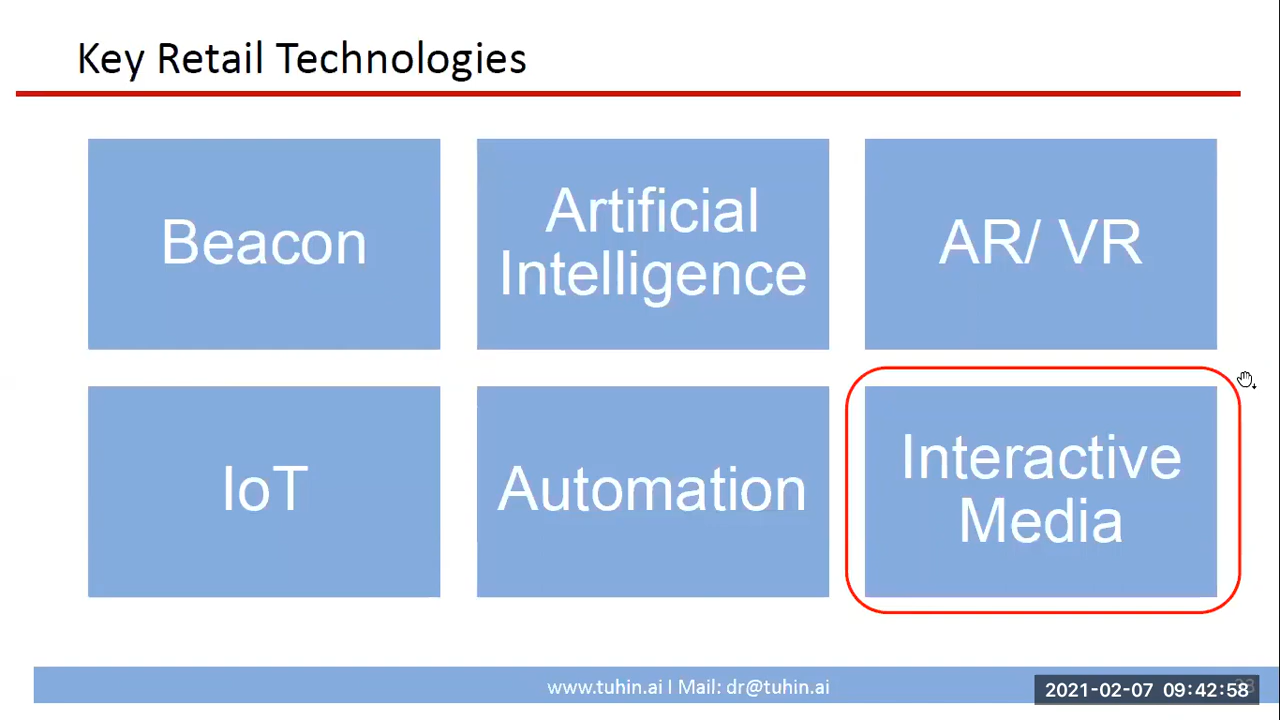 Key Retail Technologies
Beacon
Artificial
Intelligence
AR/ VR
IoT
Automation
Interactive
Media
www.tuhin.ai I Mail: dr@tuhin.ai
2021-02-07 09:42:58